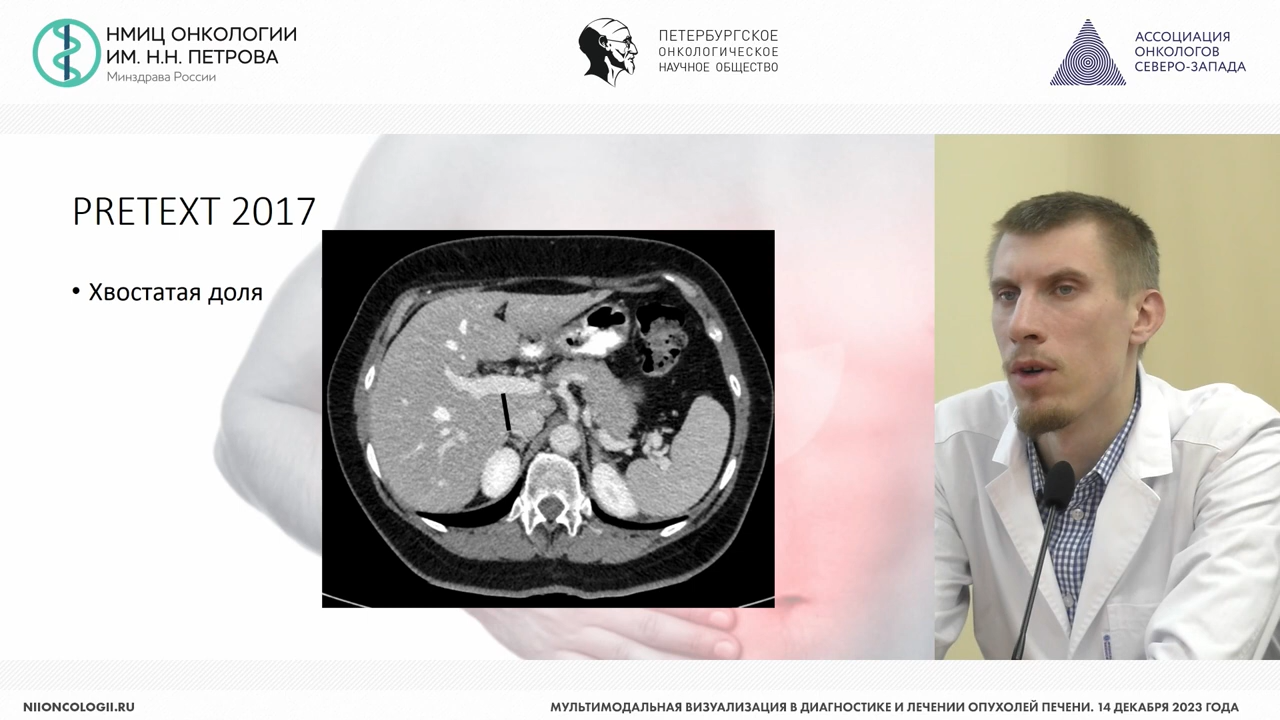 НМИЦ ОНКОЛОГИИ
ИМ. Н.Н. ПЕТРОВА
Минздрава России
ПЕТЕРБУРГСКОЕ
ОНКОЛОГИЧЕСКОЕ
НАУЧНОЕ ОБЩЕСТВО
АССОЦИАЦИЯ
ОНКОЛОГОВ
СЕВЕРО-ЗАПАДА
PRETEXT 2017
• Хвостатая доля
NIIONCOLOGII.RU
МУЛЬТИМОДАЛЬНАЯ ВИЗУАЛИЗАЦИЯ В ДИАГНОСТИКЕ И ЛЕЧЕНИИ ОПУХОЛЕЙ ПЕЧЕНИ. 14 ДЕКАБРЯ 2023 ГОДА